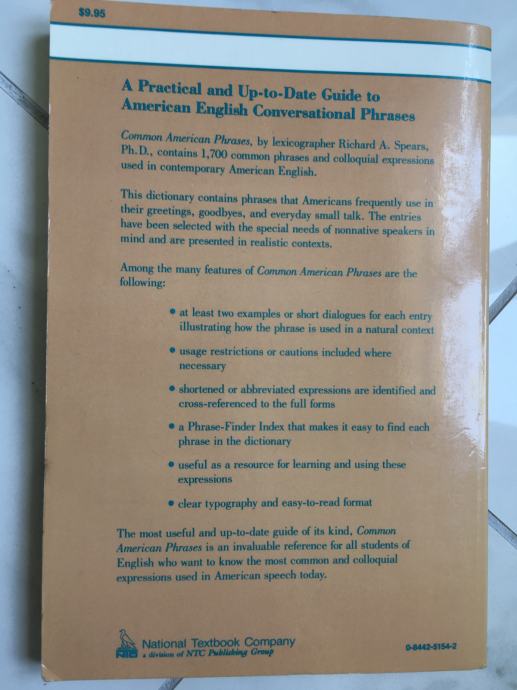 $9.95
A Practical and Up-to-Date Guide to
American English Conversational Phrases
Common American Phrases, by lexicographer Richard A. Spears,
Ph.D., contains 1,700 common phrases and colloquial expressions
used in contemporary American English.
This dictionary contains phrases that Americans frequently use in
their greetings, goodbyes, and everyday small talk. The entries
have been selected with the special needs of nonnative speakers in
mind and are presented in realistic contexts.
Among the many features of Common American Phrases are the
following:
• at least two examples or short dialogues for each entry
illustrating how the phrase is used in a natural context
• usage restrictions or cautions included where
necessary
• shortened or abbreviated expressions are identified and
cross-referenced to the full forms
• a Phrase-Finder Index that makes it easy to find each
phrase in the dictionary
• useful as a resource for learning and using these
expressions
• clear typography and easy-to-read format
The most useful and up-to-date guide of its kind, Common
American Phrases is an invaluable reference for all students of
English who want to know the most common and colloquial
expressions used in American speech today.
NTC National Textbook Company
a division of NTC Publishing Group
0-8442-5154-2